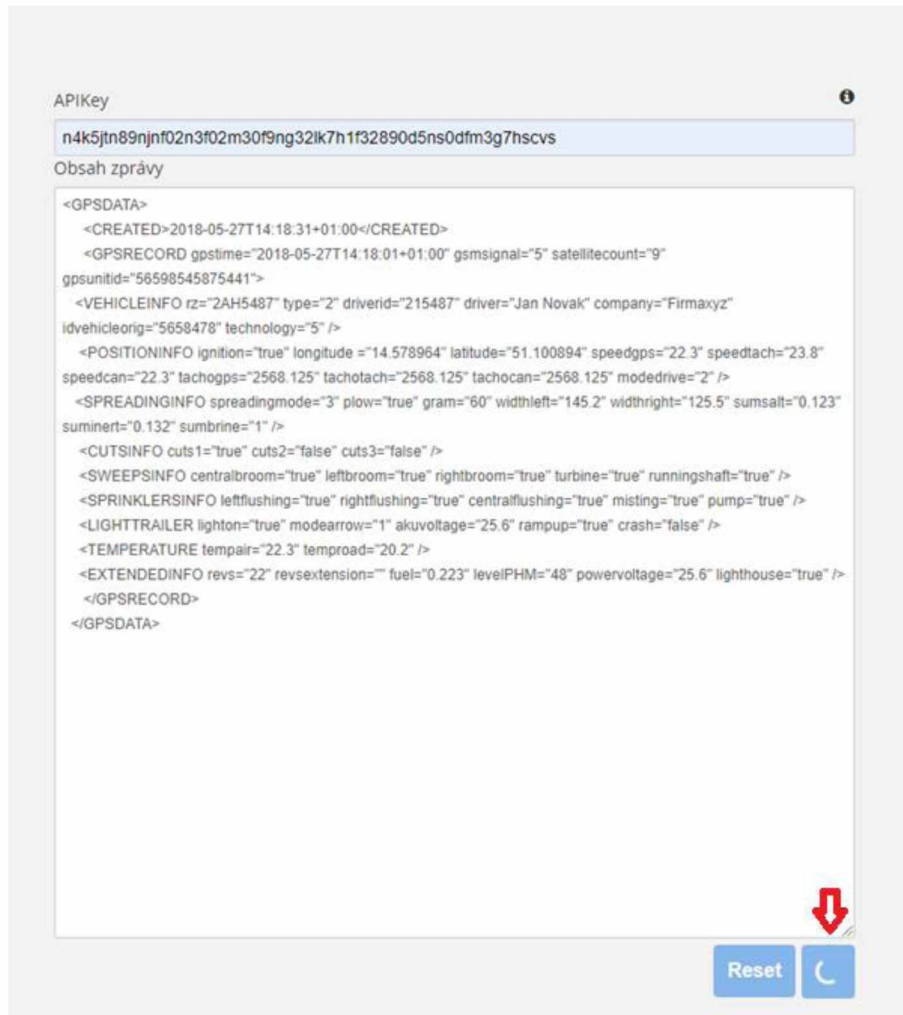 APIKey
n4k5jtn89njnf02n3f02m30f9ng32lk7h1f32890d5ns0dfm3g7hscvs
Obsah zprávy
<GPSDATA>
<CREATED>2018-05-27T14:18:31+01:00</CREATED>
<GPSRECORD gpstime="2018-05-27T14:18:01+01:00" gsmsignal="5" satellitecount="9"
gpsunitid="56598545875441">
<VEHICLEINFO rz="2AH5487" type="2" driverid="215487" driver="Jan Novak" company="Firmaxyz"
idvehicleorig="5658478" technology="5" />
<POSITIONINFO ignition="true" longitude ="14.578964" latitude="51.100894" speedgps="22.3" speedtach="23.8"
speedcan="22.3" tachogps="2568.125" tachotach="2568.125" tachocan="2568.125" modedrive="2" />
<SPREADINGINFO spreadingmode="3" plow="true" gram="60" widthleft="145.2" widthright="125.5" sumsalt="0.123"
suminert="0.132" sumbrine="1" />
<CUTSINFO cuts1="true" cuts2="false" cuts3="false" />
<SWEEPSINFO centralbroom="true" leftbroom="true" rightbroom="true" turbine="true" runningshaft="true" />
<SPRINKLERSINFO leftflushing="true" rightflushing="true" centralflushing="true" misting="true" pump="true" />
<LIGHTTRAILER lighton="true" modearrow="1" akuvoltage="25.6" rampup="true" crash="false" />
<TEMPERATURE tempair="22.3" temproad="20.2" />
<EXTENDEDINFO revs="22" revsextension="" fuel="0.223" levelPHM="48" powervoltage="25.6" lighthouse="true" />
</GPSRECORD>
</GPSDATA>
Reset